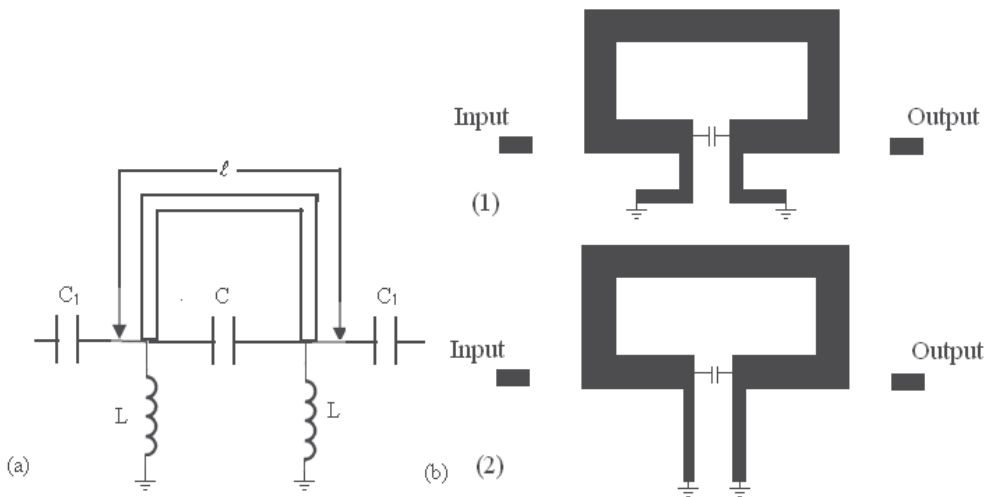 ℓ
C₁ C C₁
L L
(a)
(b)
Input Output
(1)
Input Output
(2)